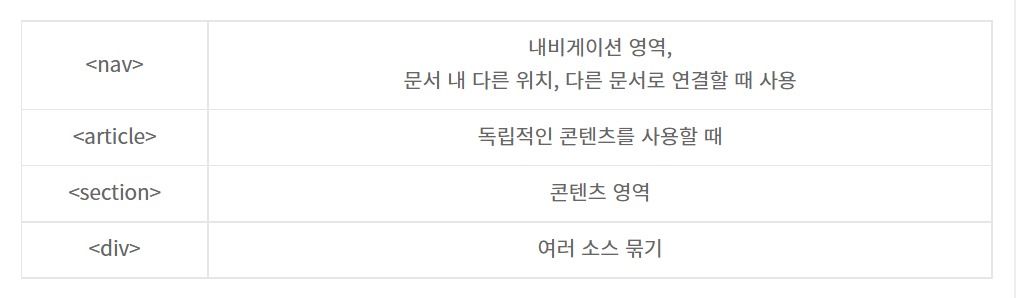 <nav>
내비게이션 영역,
문서 내 다른 위치, 다른 문서로 연결할 때 사용
<article>
독립적인 콘텐츠를 사용할 때
<section>
콘텐츠 영역
<div>
여러 소스 묶기